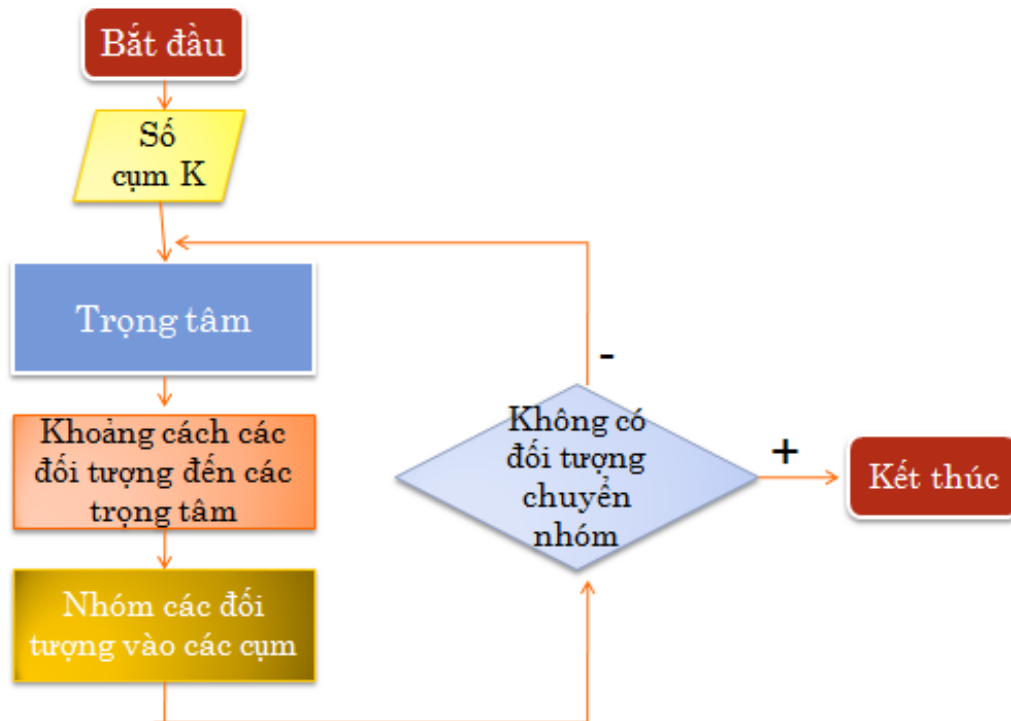 Bắt đầu
Số
cụm K
Trọng tâm
Khoảng cách các
đối tượng đến các
trọng tâm
Nhóm các đối
tượng vào các cụm
-
Không có
đối tượng
chuyển
nhóm
+
Kết thúc